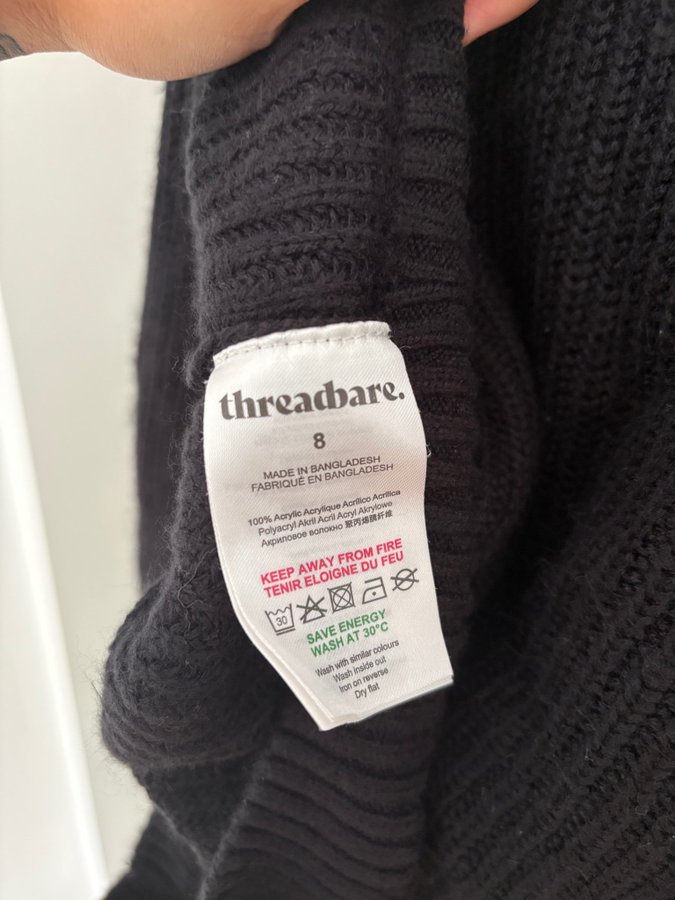 threadbare.
8
MADE IN BANGLADESH
FABRIQUÉ EN BANGLADESH
100% Acrylic Acrylique Acrílico Acrilica
Polyacryl Akril Acril Acryl Akrylowe
Акриловое волокно 聚丙烯腈纤维
KEEP AWAY FROM FIRE
TENIR ELOIGNE DU FEU
30
SAVE ENERGY
WASH AT 30°C
Wash with similar colours
Wash inside out
Iron on reverse
Dry flat